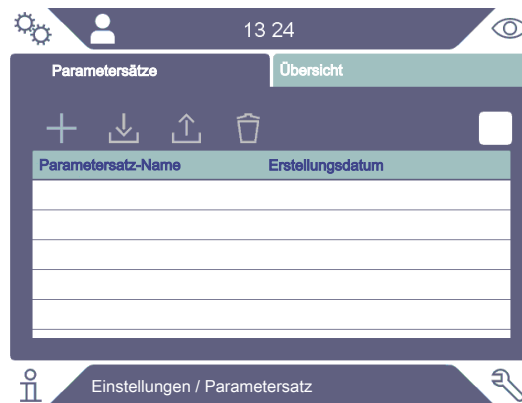 13 24
Parametersätze
Übersicht
Parametersatz-Name Erstellungsdatum
Einstellungen / Parametersatz